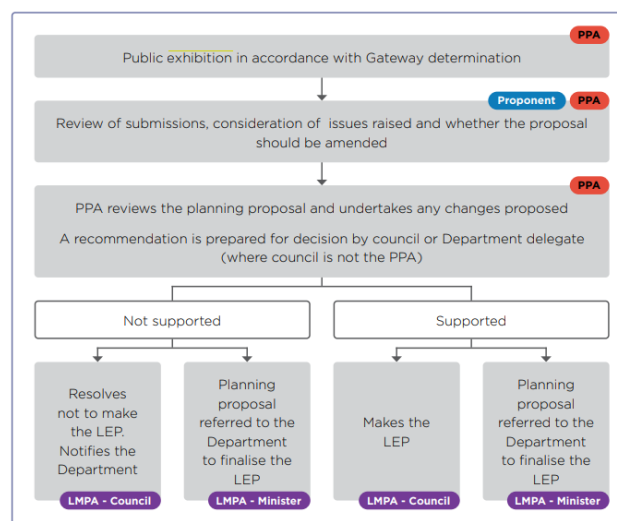 PPA
Public exhibition in accordance with Gateway determination
Proponent
PPA
Review of submissions, consideration of issues raised and whether the proposal
should be amended
PPA
PPA reviews the planning proposal and undertakes any changes proposed
A recommendation is prepared for decision by council or Department delegate
(where council is not the PPA)
Not supported
Supported
Resolves
not to make
the LEP.
Notifies the
Department
LMPA - Council
Planning
proposal
referred to the
Department
to finalise the
LEP
LMPA - Minister
Makes the
LEP
LMPA - Council
Planning
proposal
referred to the
Department
to finalise the
LEP
LMPA - Minister